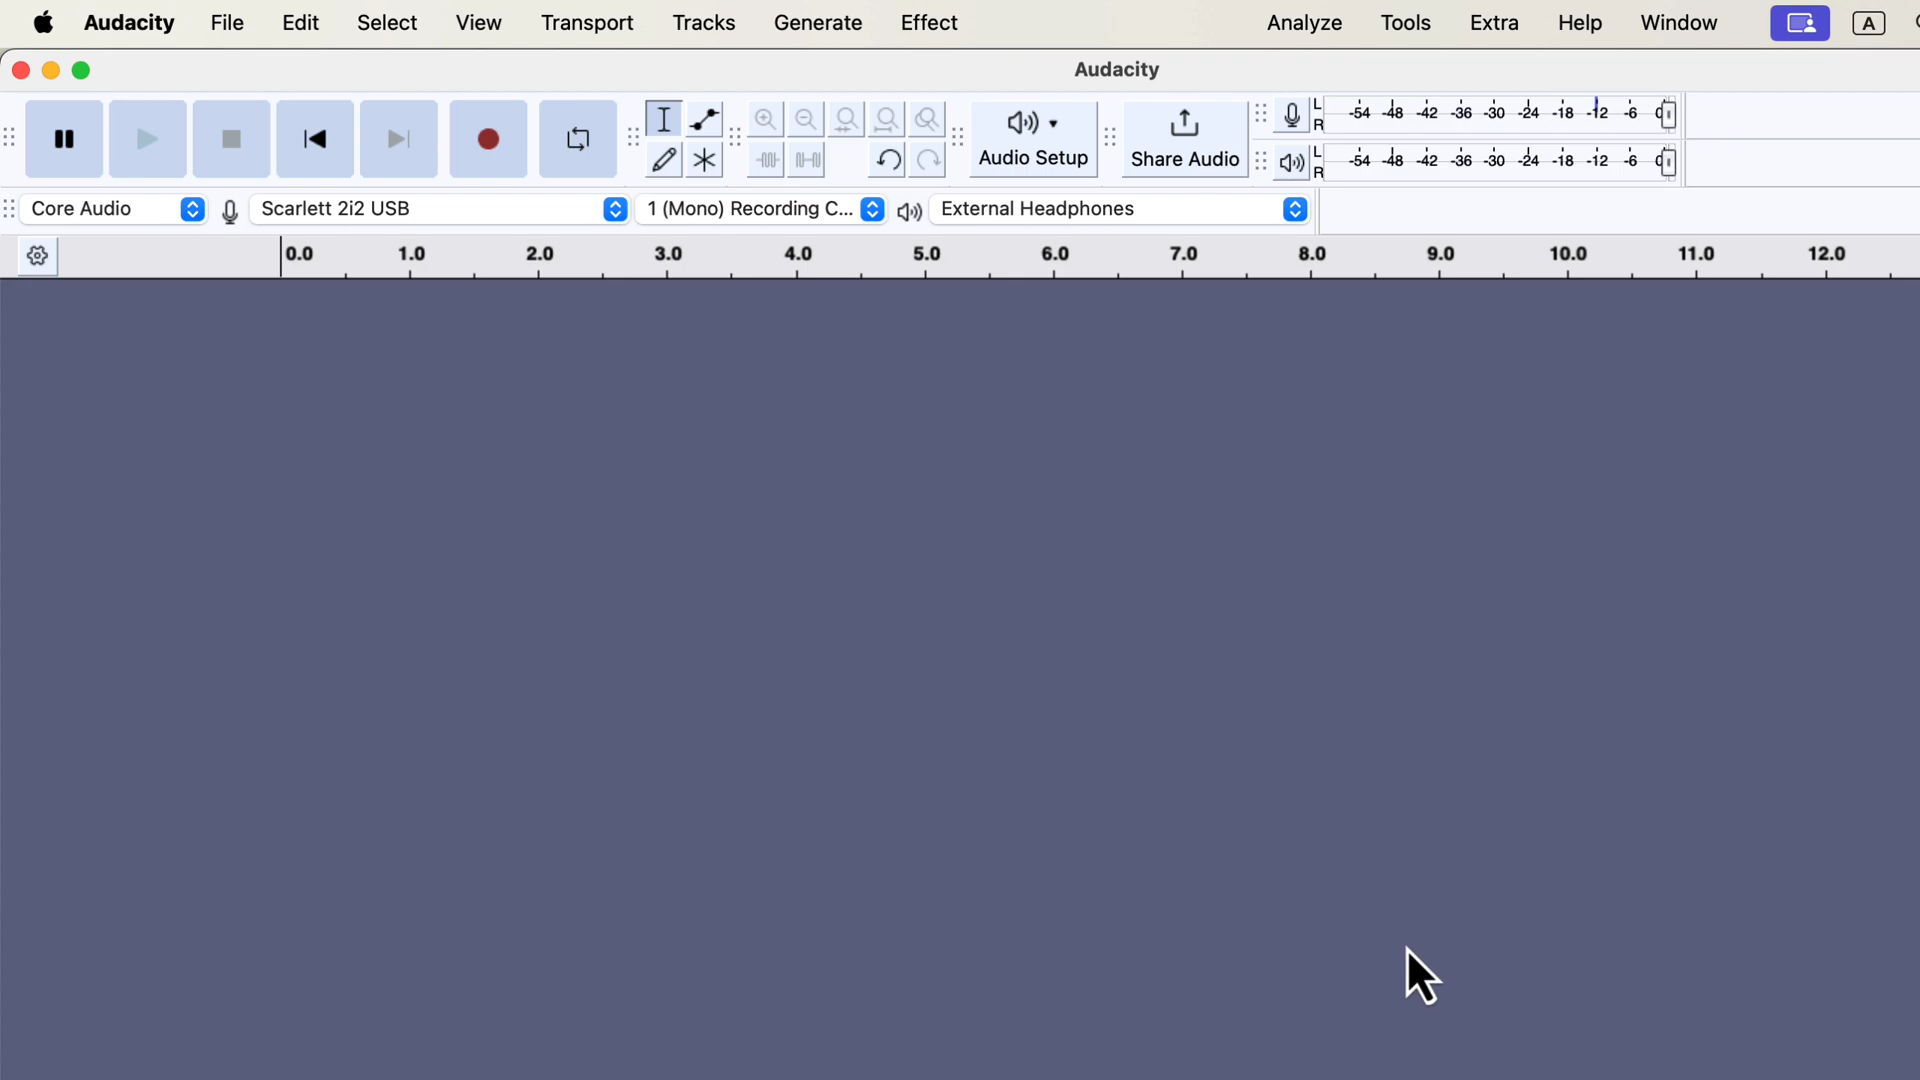 Audacity File Edit Select View Transport Tracks Generate Effect Analyze Tools Extra Help Window A
Audacity
Audio Setup
Share Audio
L R -54 -48 -42 -36 -30 -24 -18 -12 -6 0
L R -54 -48 -42 -36 -30 -24 -18 -12 -6 0
Core Audio Scarlett 2i2 USB 1 (Mono) Recording C... External Headphones
0.0 1.0 2.0 3.0 4.0 5.0 6.0 7.0 8.0 9.0 10.0 11.0 12.0